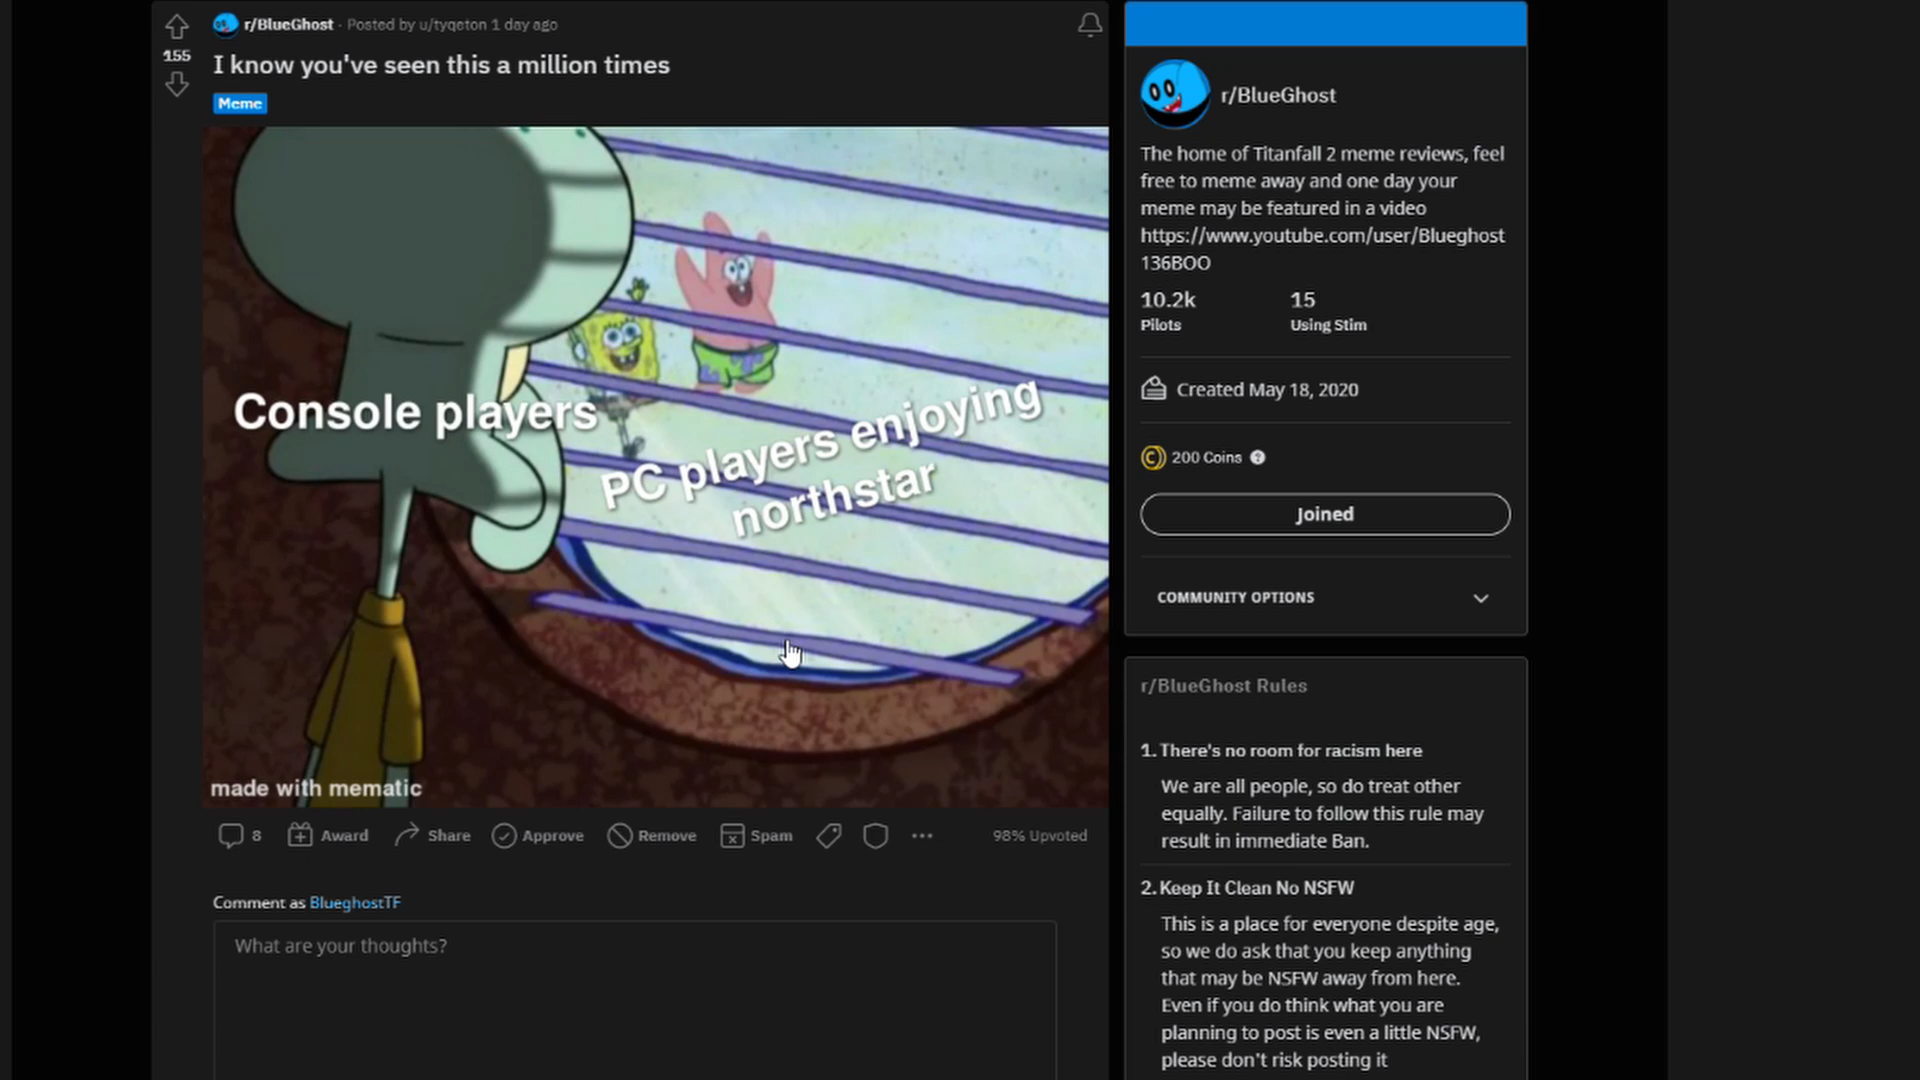 r/BlueGhost · Posted by u/tyqeton 1 day ago
155
I know you've seen this a million times
Meme
Console players
PC players enjoying
northstar
made with mematic
8
Award
Share
Approve
Remove
Spam
98% Upvoted
Comment as BlueghostTF
What are your thoughts?
r/BlueGhost
The home of Titanfall 2 meme reviews, feel
free to meme away and one day your
meme may be featured in a video
https://www.youtube.com/user/Blueghost
136BOO
10.2k
15
Pilots
Using Stim
Created May 18, 2020
200 Coins
Joined
COMMUNITY OPTIONS
r/BlueGhost Rules
1. There's no room for racism here
We are all people, so do treat other
equally. Failure to follow this rule may
result in immediate Ban.
2. Keep It Clean No NSFW
This is a place for everyone despite age,
so we do ask that you keep anything
that may be NSFW away from here.
Even if you do think what you are
planning to post is even a little NSFW,
please don't risk posting it